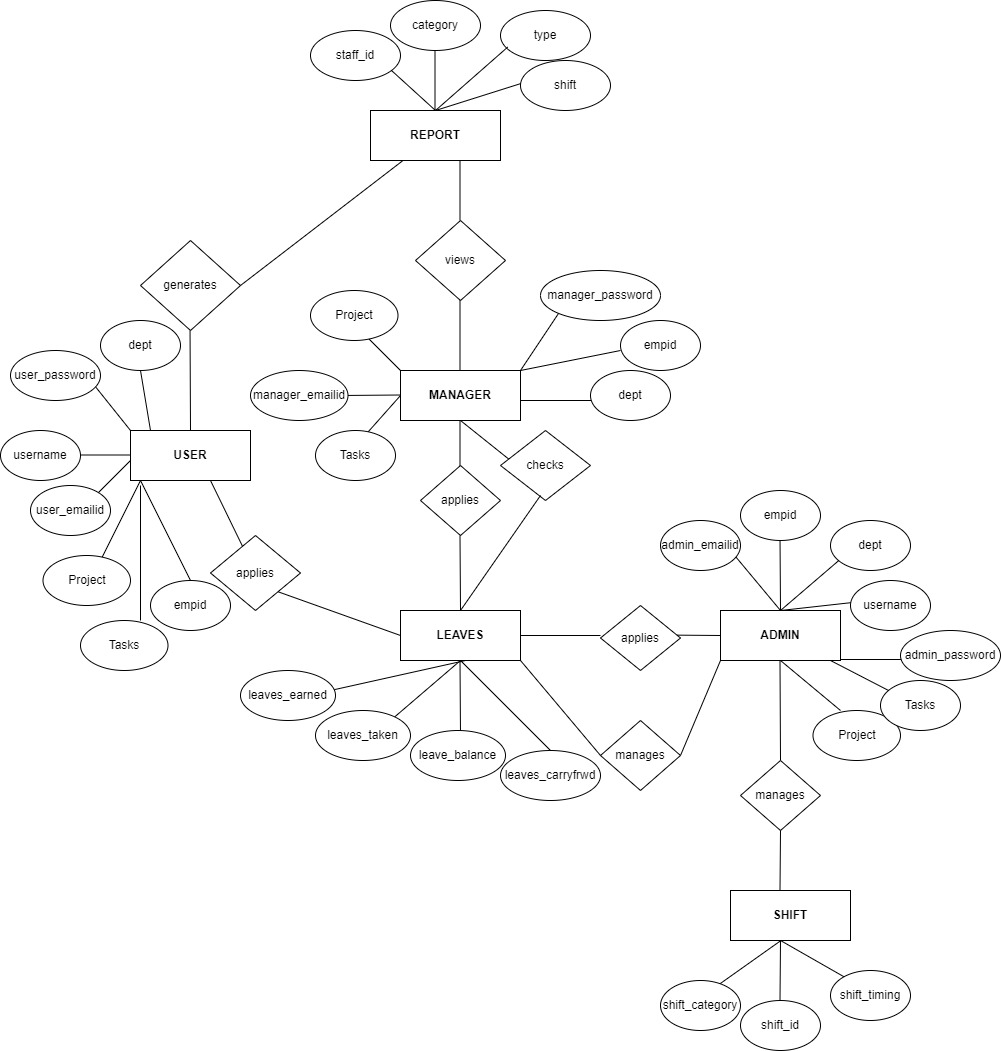 category
type
staff_id
shift
REPORT
views
generates
manager_password
Project
dept
empid
user_password
manager_emailid
MANAGER
dept
username
USER
Tasks
checks
applies
user_emailid
empid
admin_emailid
dept
Project
applies
empid
username
Tasks
LEAVES
applies
ADMIN
admin_password
leaves_earned
Tasks
leaves_taken
Project
leave_balance
manages
leaves_carryfrwd
manages
SHIFT
shift_category
shift_timing
shift_id